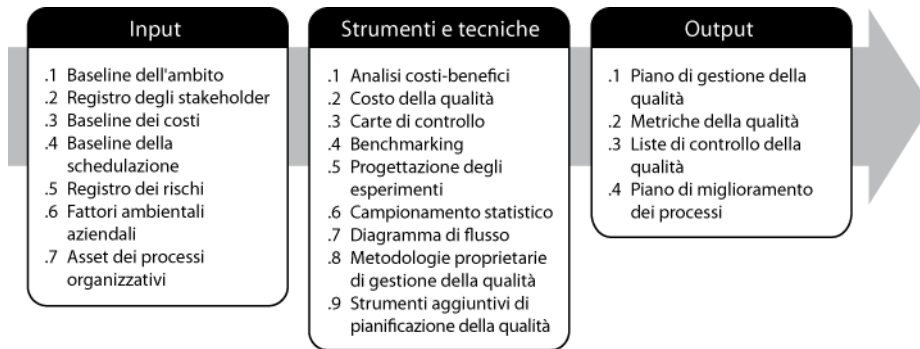 Input
.1 Baseline dell'ambito
.2 Registro degli stakeholder
.3 Baseline dei costi
.4 Baseline della
schedulazione
.5 Registro dei rischi
.6 Fattori ambientali
aziendali
.7 Asset dei processi
organizzativi
Strumenti e tecniche
.1 Analisi costi-benefici
.2 Costo della qualità
.3 Carte di controllo
.4 Benchmarking
.5 Progettazione degli
esperimenti
.6 Campionamento statistico
.7 Diagramma di flusso
.8 Metodologie proprietarie
di gestione della qualità
.9 Strumenti aggiuntivi di
pianificazione della qualità
Output
.1 Piano di gestione della
qualità
.2 Metriche della qualità
.3 Liste di controllo della
qualità
.4 Piano di miglioramento
dei processi